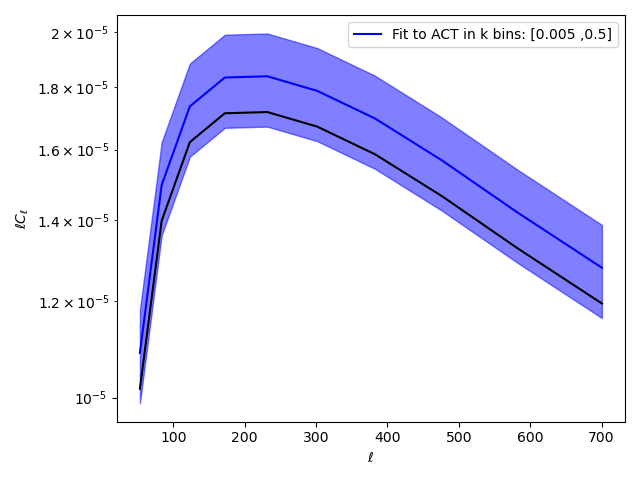 Fit to ACT in k bins: [0.005 ,0.5]
2 × 10⁻⁵
1.8 × 10⁻⁵
1.6 × 10⁻⁵
1.4 × 10⁻⁵
1.2 × 10⁻⁵
10⁻⁵
ℓC_ℓ
100 200 300 400 500 600 700
ℓ